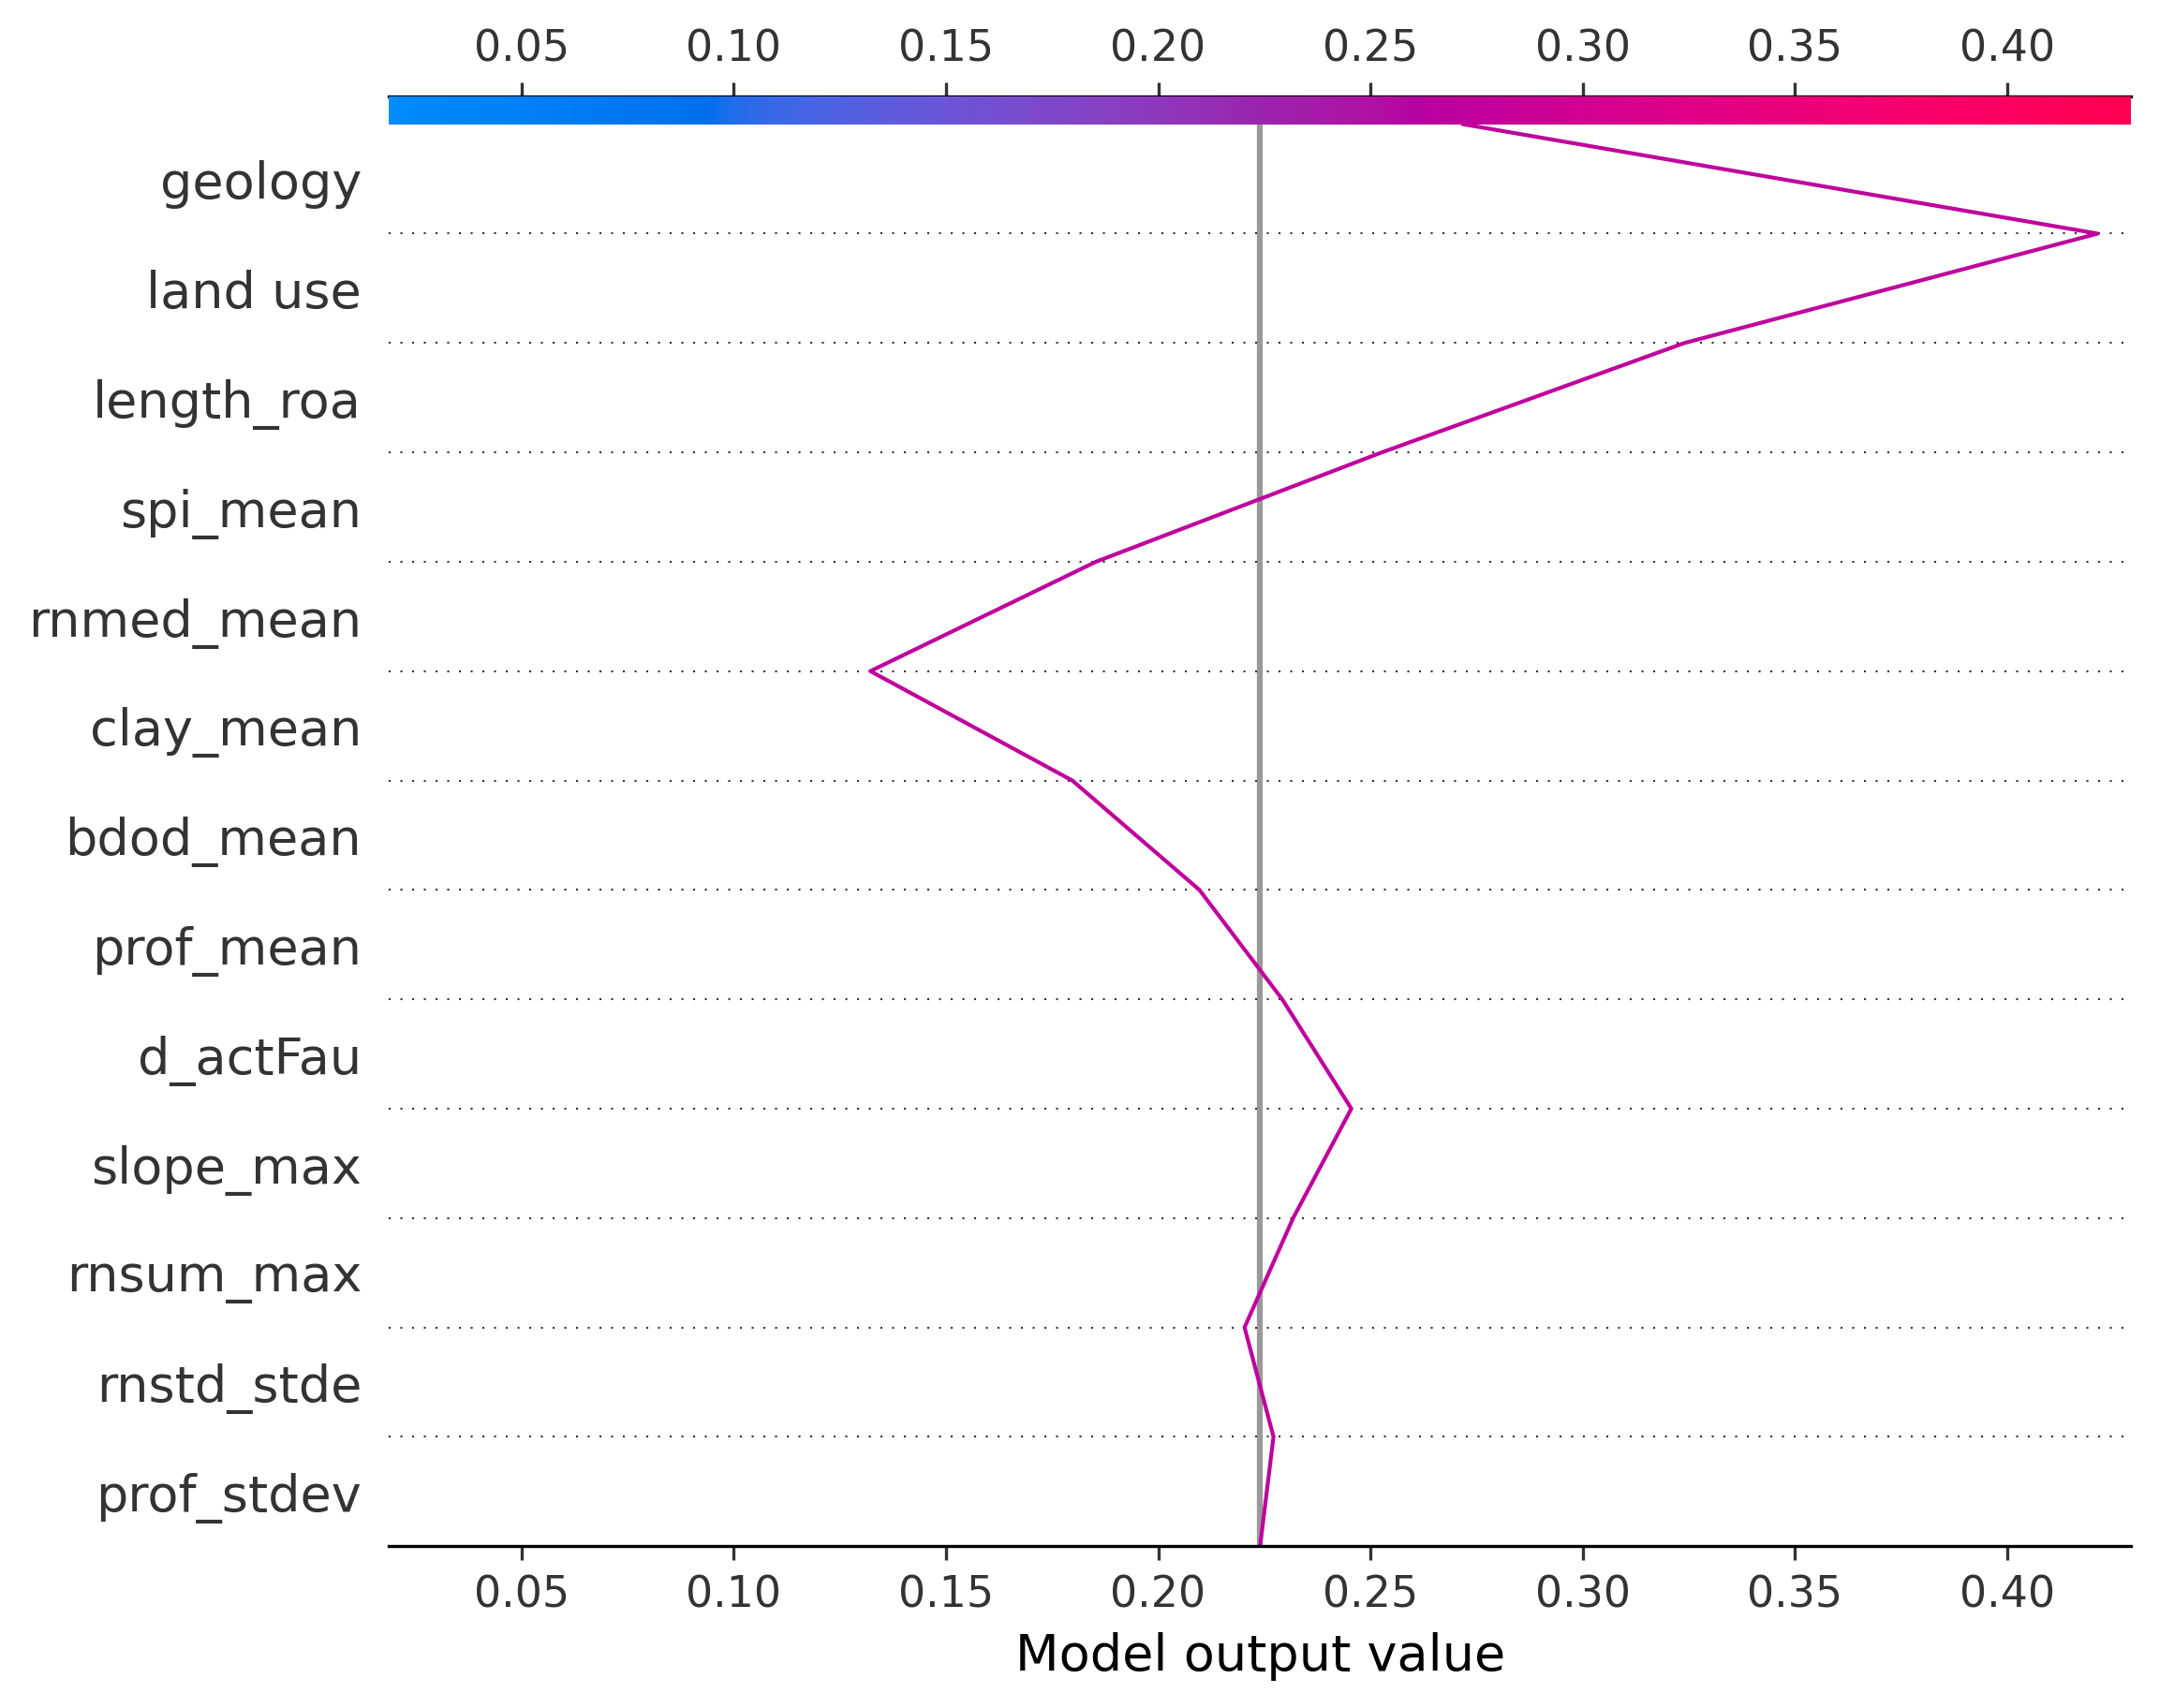 0.05 0.10 0.15 0.20 0.25 0.30 0.35 0.40
geology
land use
length_roa
spi_mean
rnmed_mean
clay_mean
bdod_mean
prof_mean
d_actFau
slope_max
rnsum_max
rnstd_stde
prof_stdev
0.05 0.10 0.15 0.20 0.25 0.30 0.35 0.40
Model output value